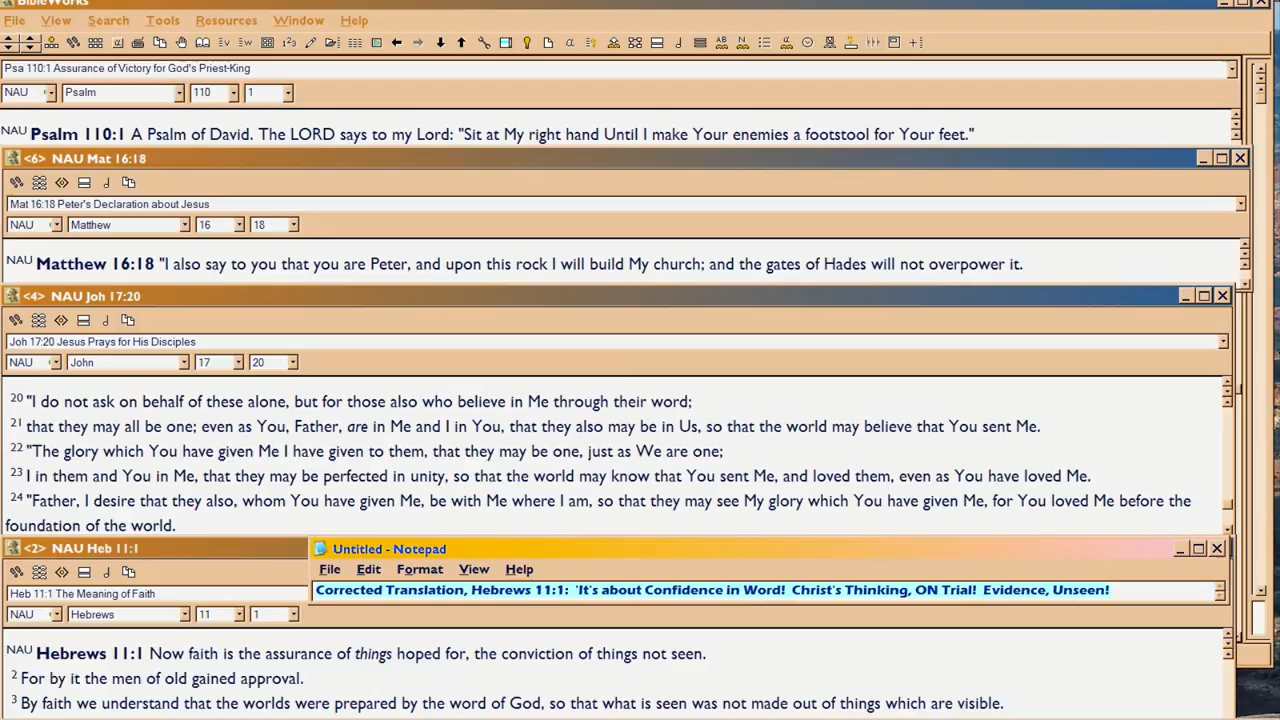 BibleWorks
File View Search Tools Resources Window Help
Psa 110:1 Assurance of Victory for God's Priest-King
NAU Psalm 110 1
NAU Psalm 110:1 A Psalm of David. The LORD says to my Lord: "Sit at My right hand Until I make Your enemies a footstool for Your feet."
<6> NAU Mat 16:18
Mat 16:18 Peter's Declaration about Jesus
NAU Matthew 16 18
NAU Matthew 16:18 "I also say to you that you are Peter, and upon this rock I will build My church; and the gates of Hades will not overpower it.
<4> NAU Joh 17:20
Joh 17:20 Jesus Prays for His Disciples
NAU John 17 20
20 "I do not ask on behalf of these alone, but for those also who believe in Me through their word;
21 that they may all be one; even as You, Father, are in Me and I in You, that they also may be in Us, so that the world may believe that You sent Me.
22 "The glory which You have given Me I have given to them, that they may be one, just as We are one;
23 I in them and You in Me, that they may be perfected in unity, so that the world may know that You sent Me, and loved them, even as You have loved Me.
24 "Father, I desire that they also, whom You have given Me, be with Me where I am, so that they may see My glory which You have given Me, for You loved Me before the
foundation of the world.
<2> NAU Heb 11:1
Untitled - Notepad
File Edit Format View Help
Corrected Translation, Hebrews 11:1: 'It's about Confidence in Word! Christ's Thinking, ON Trial! Evidence, Unseen!
Heb 11:1 The Meaning of Faith
NAU Hebrews 11 1
NAU Hebrews 11:1 Now faith is the assurance of things hoped for, the conviction of things not seen.
2 For by it the men of old gained approval.
3 By faith we understand that the worlds were prepared by the word of God, so that what is seen was not made out of things which are visible.